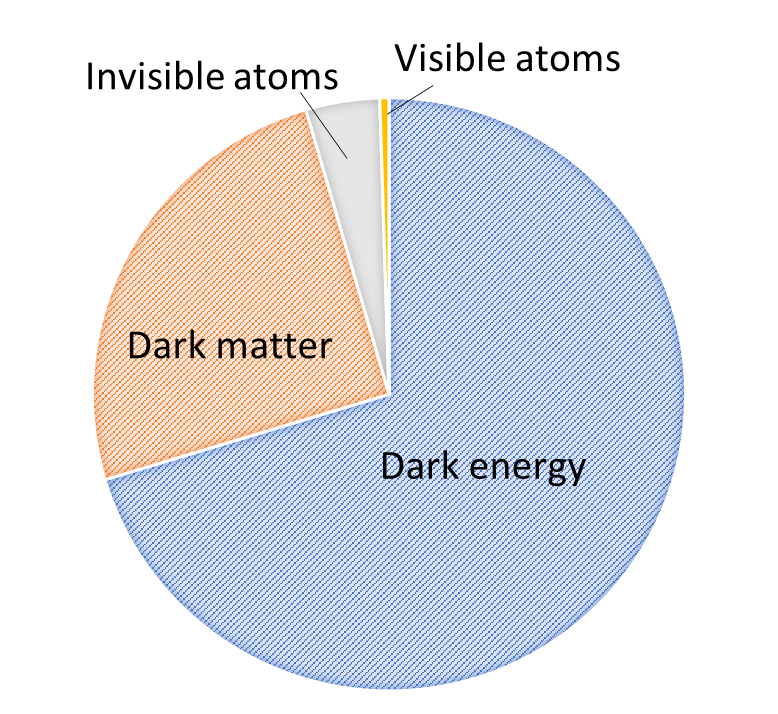 Visible atoms
Invisible atoms
Dark matter
Dark energy